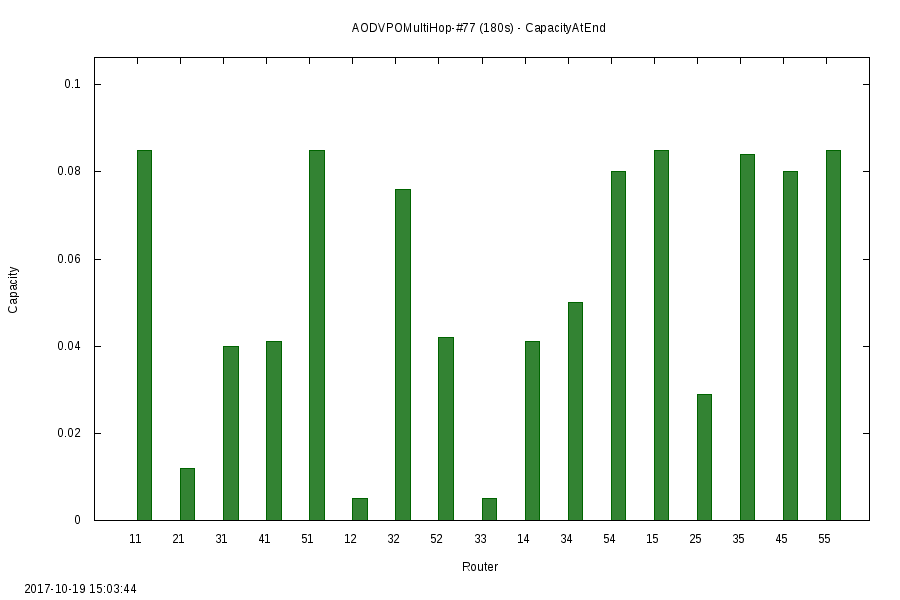 AODVPOMultiHop-#77 (180s) - CapacityAtEnd
0.1
0.08
0.06
0.04
0.02
0
Capacity
11 21 31 41 51 12 32 52 33 14 34 54 15 25 35 45 55
Router
2017-10-19 15:03:44